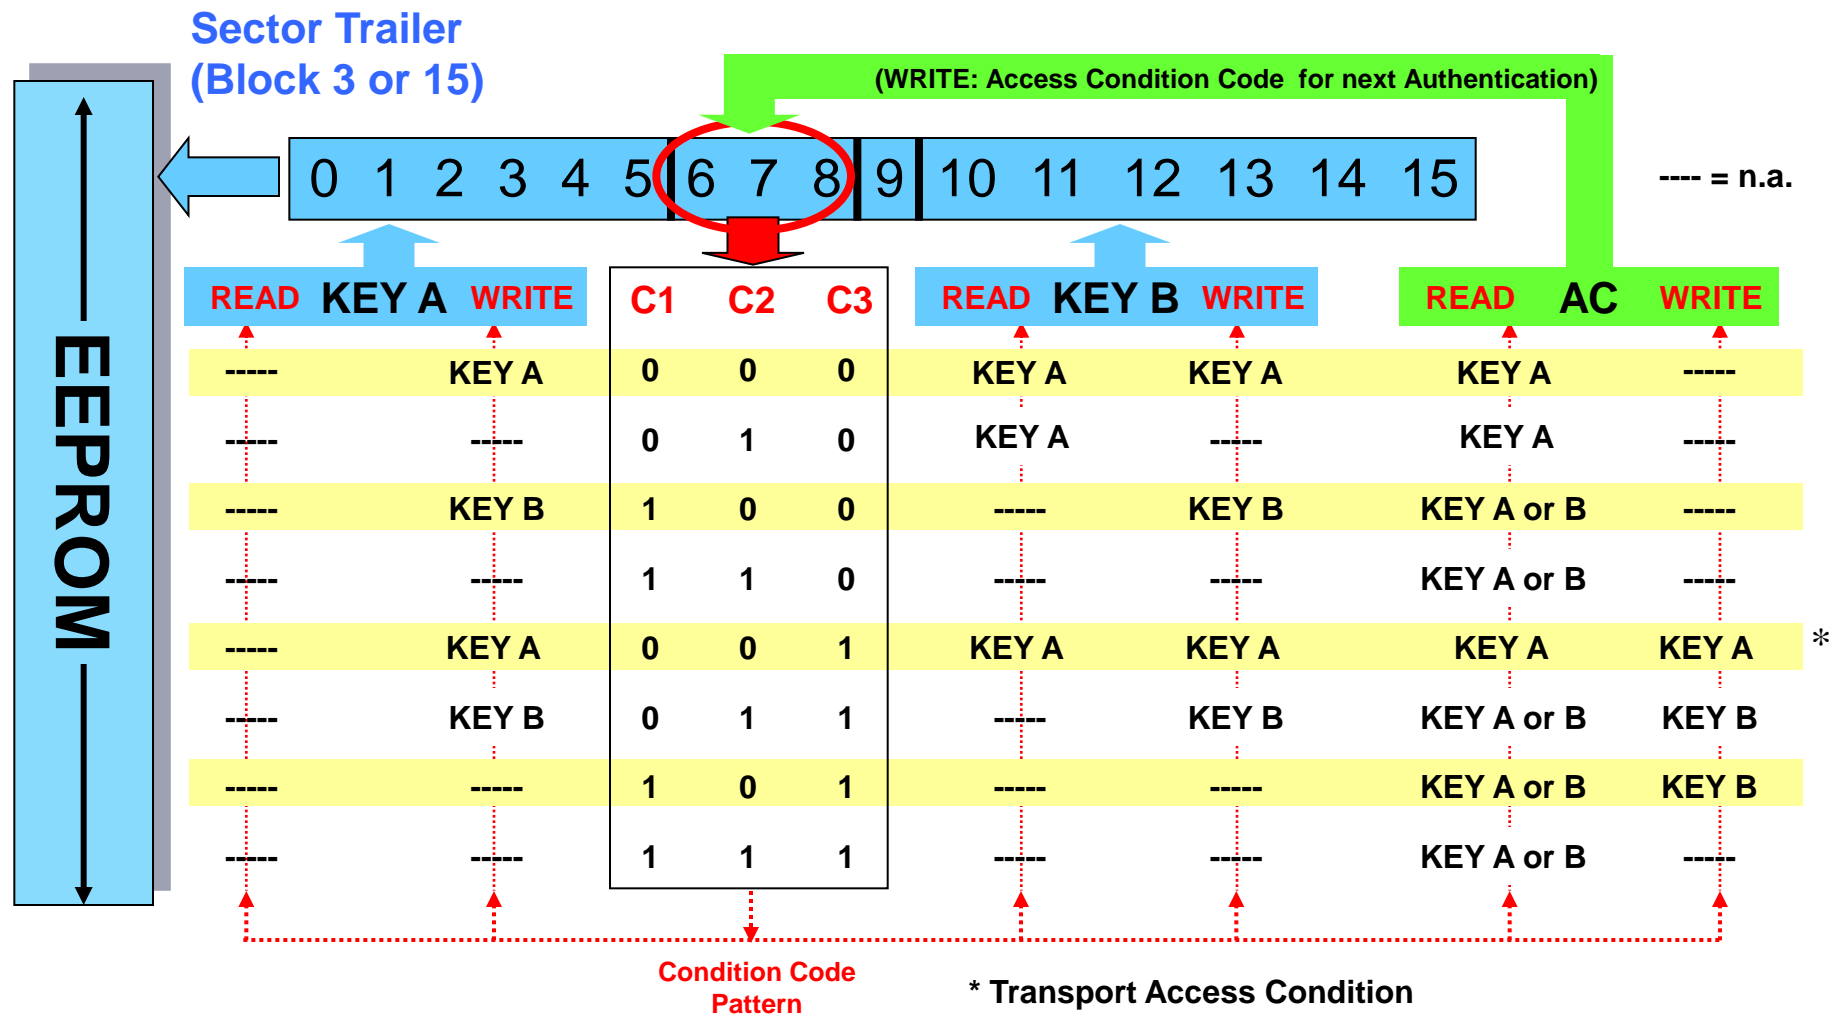 Sector Trailer
(Block 3 or 15)
(WRITE: Access Condition Code for next Authentication)
0 1 2 3 4 5 6 7 8 9 10 11 12 13 14 15
---- = n.a.
EEPROM
READ KEY A WRITE C1 C2 C3 READ KEY B WRITE READ AC WRITE
----- KEY A 0 0 0 KEY A KEY A KEY A -----
----- ----- 0 1 0 KEY A ----- KEY A -----
----- KEY B 1 0 0 ----- KEY B KEY A or B -----
----- ----- 1 1 0 ----- ----- KEY A or B -----
----- KEY A 0 0 1 KEY A KEY A KEY A KEY A *
----- KEY B 0 1 1 ----- KEY B KEY A or B KEY B
----- ----- 1 0 1 ----- ----- KEY A or B KEY B
----- ----- 1 1 1 ----- ----- KEY A or B -----
Condition Code
Pattern
* Transport Access Condition